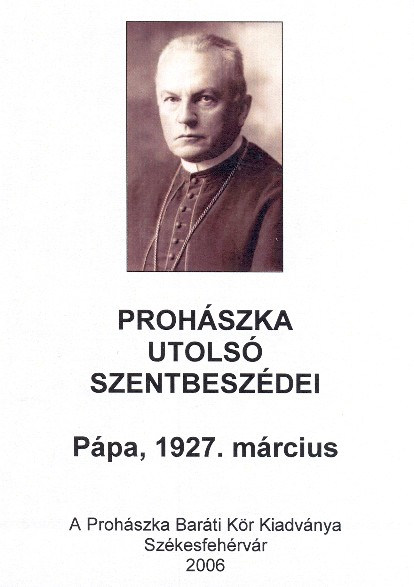 PROHÁSZKA
UTOLSÓ
SZENTBESZÉDEI
Pápa, 1927. március
A Prohászka Baráti Kör Kiadványa
Székesfehérvár
2006